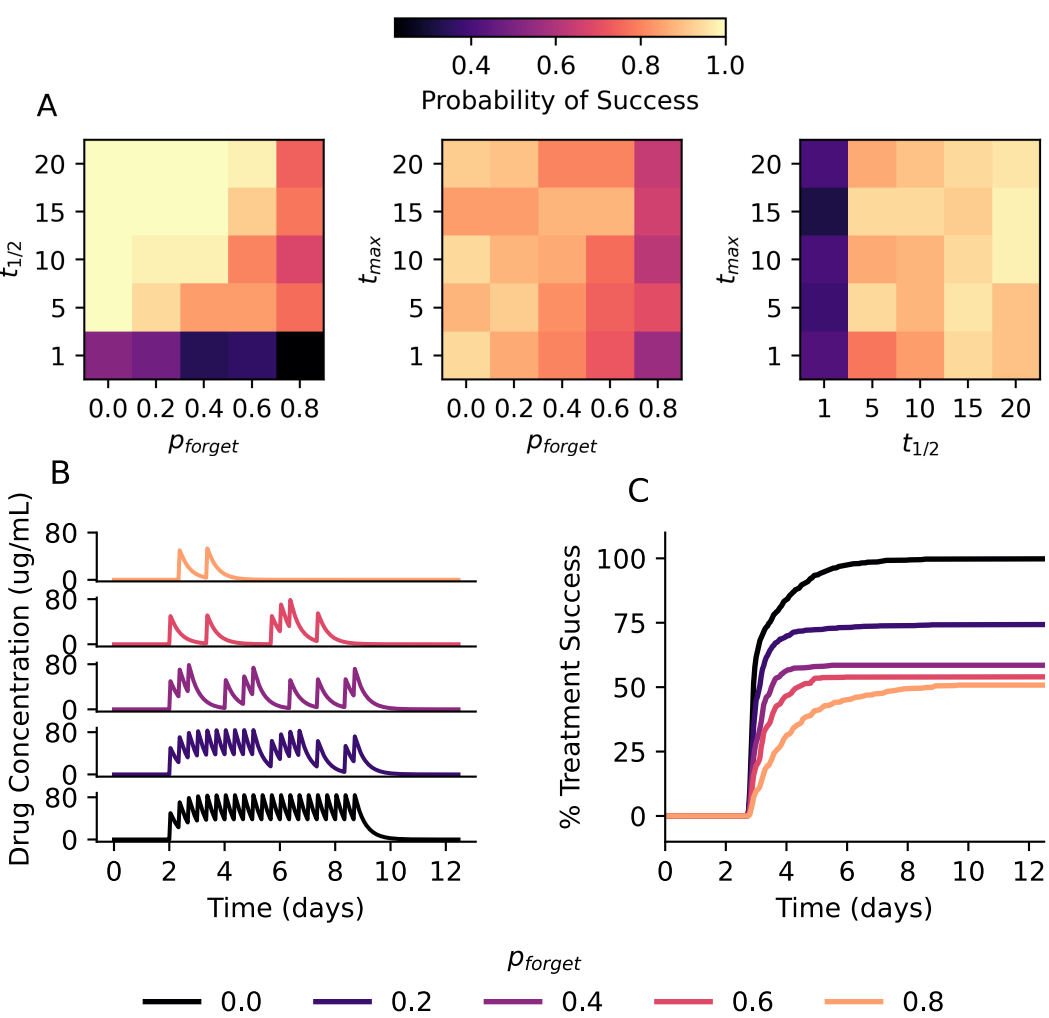 0.4 0.6 0.8 1.0
Probability of Success
A
20
15
10
5
1
t1/2
0.0 0.2 0.4 0.6 0.8
pforget
20
15
10
5
1
tmax
0.0 0.2 0.4 0.6 0.8
pforget
20
15
10
5
1
tmax
1 5 10 15 20
t1/2
B
Drug Concentration (ug/mL)
80
0
80
0
80
0
80
0
80
0
0 2 4 6 8 10 12
Time (days)
C
% Treatment Success
100
75
50
25
0
0 2 4 6 8 10 12
Time (days)
pforget
0.0 0.2 0.4 0.6 0.8